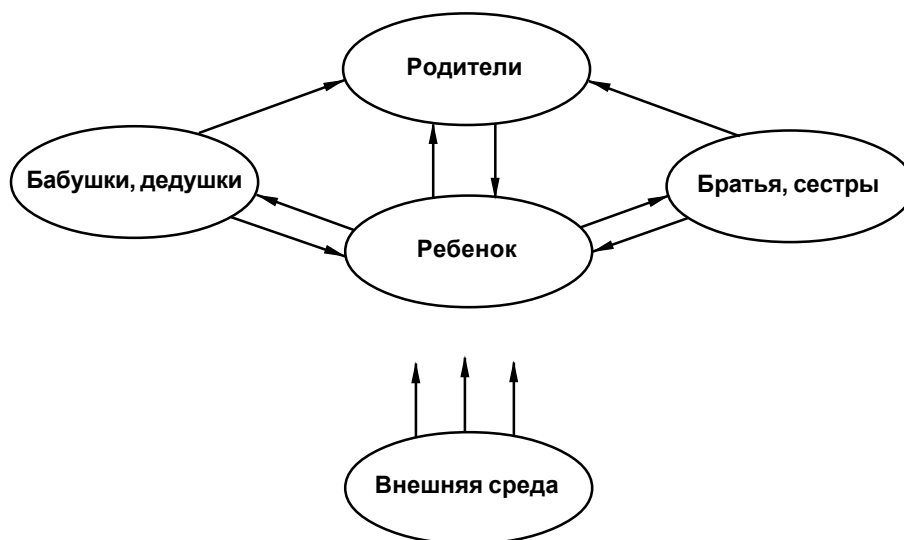 Родители
Бабушки, дедушки
Братья, сестры
Ребенок
Внешняя среда